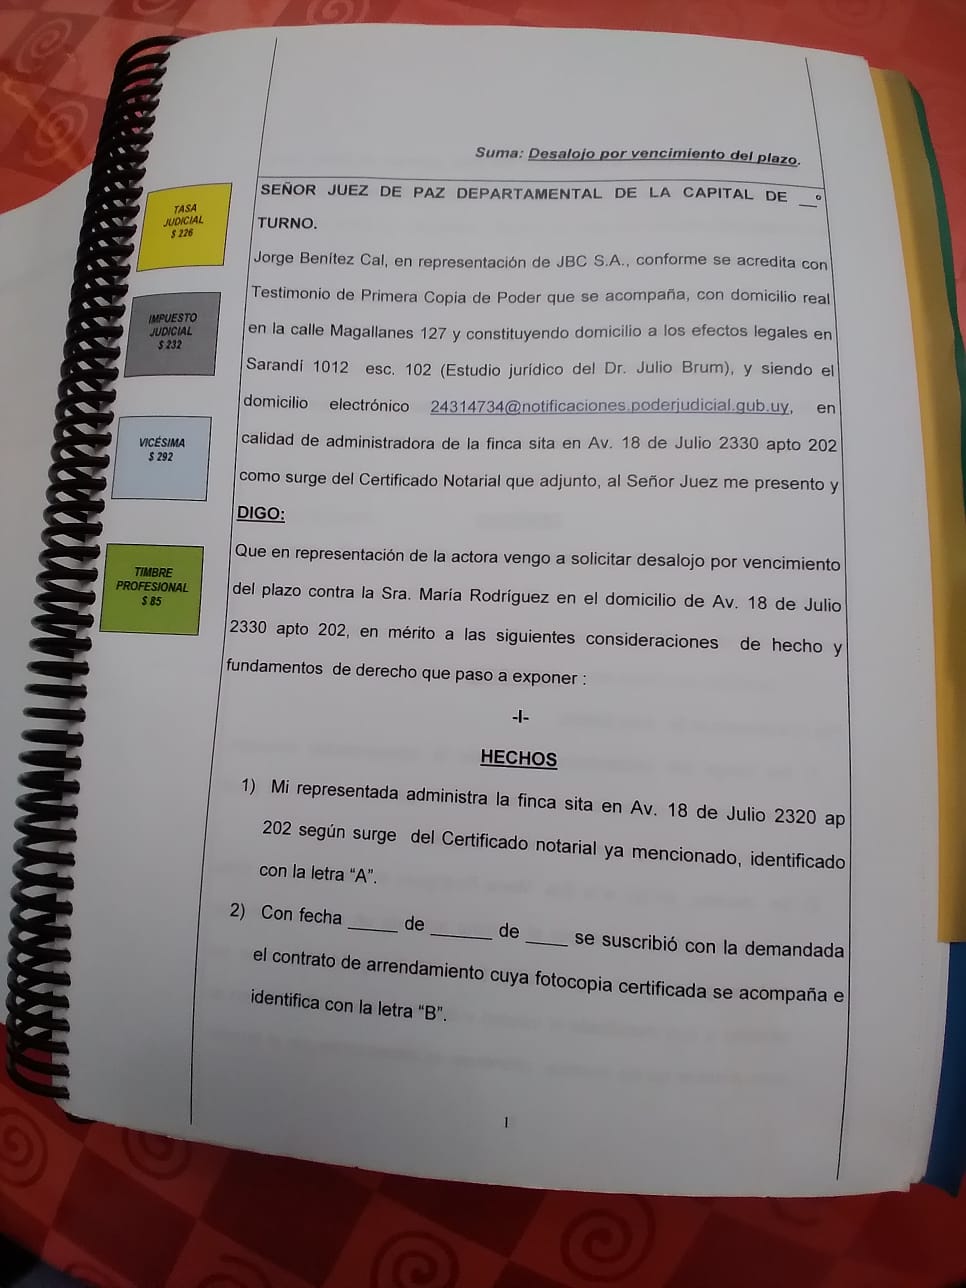 Suma: Desalojo por vencimiento del plazo.
SEÑOR JUEZ DE PAZ DEPARTAMENTAL DE LA CAPITAL DE __º
TURNO.
Jorge Benítez Cal, en representación de JBC S.A., conforme se acredita con
Testimonio de Primera Copia de Poder que se acompaña, con domicilio real
en la calle Magallanes 127 y constituyendo domicilio a los efectos legales en
Sarandí 1012 esc. 102 (Estudio jurídico del Dr. Julio Brum), y siendo el
domicilio electrónico 24314734@notificaciones.poderjudicial.gub.uy, en
calidad de administradora de la finca sita en Av. 18 de Julio 2330 apto 202
como surge del Certificado Notarial que adjunto, al Señor Juez me presento y
DIGO:
Que en representación de la actora vengo a solicitar desalojo por vencimiento
del plazo contra la Sra. María Rodríguez en el domicilio de Av. 18 de Julio
2330 apto 202, en mérito a las siguientes consideraciones de hecho y
fundamentos de derecho que paso a exponer :
-I-
HECHOS
1) Mi representada administra la finca sita en Av. 18 de Julio 2320 ap
202 según surge del Certificado notarial ya mencionado, identificado
con la letra “A”.
2) Con fecha _____ de ______ de ____ se suscribió con la demandada
el contrato de arrendamiento cuya fotocopia certificada se acompaña e
identifica con la letra “B”.
1
TASA
JUDICIAL
$ 226
IMPUESTO
JUDICIAL
$ 232
VICÉSIMA
$ 292
TIMBRE
PROFESIONAL
$ 85